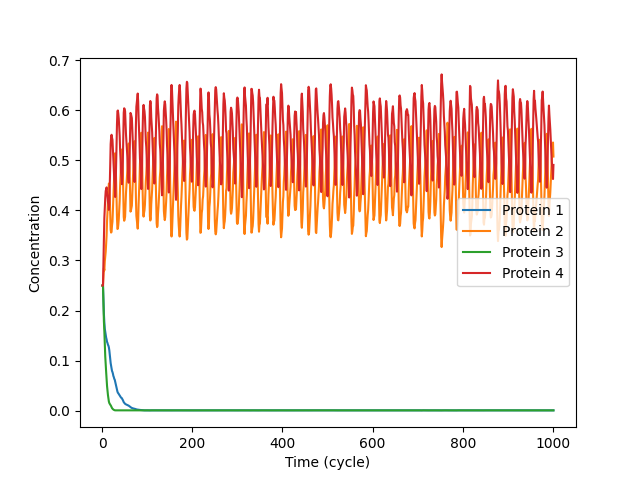 0.7
0.6
0.5
0.4
0.3
0.2
0.1
0.0
Concentration
Protein 1
Protein 2
Protein 3
Protein 4
0 200 400 600 800 1000
Time (cycle)